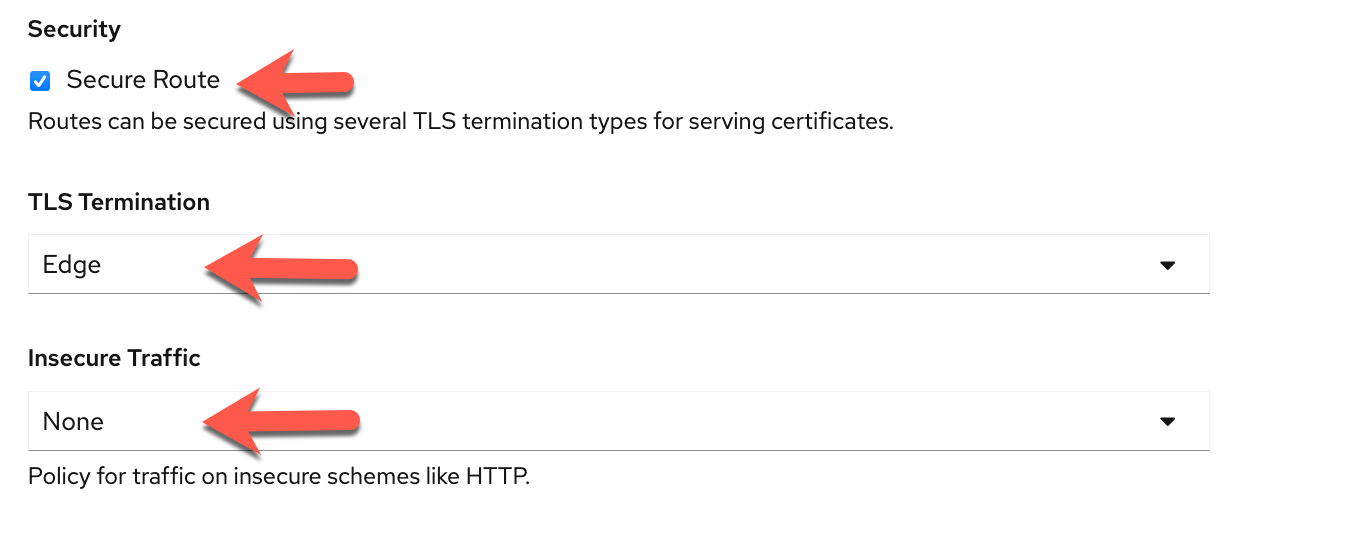 Security
Secure Route
Routes can be secured using several TLS termination types for serving certificates.
TLS Termination
Edge
Insecure Traffic
None
Policy for traffic on insecure schemes like HTTP.